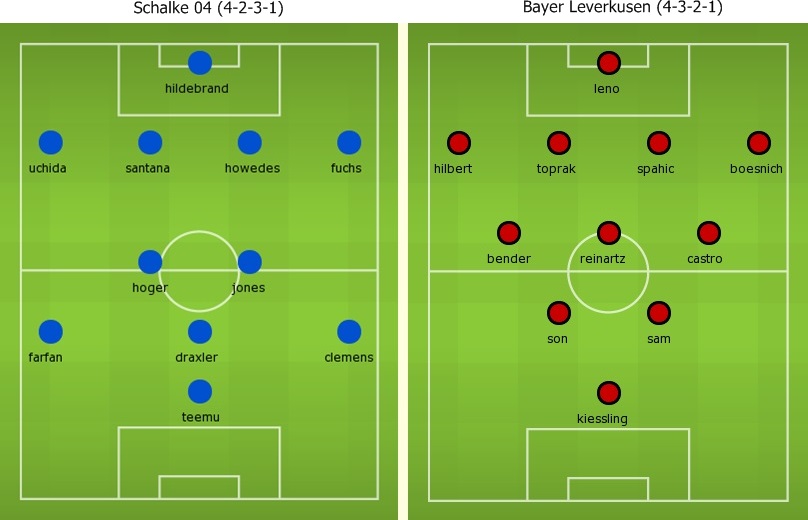 Schalke 04 (4-2-3-1)
hildebrand
uchida santana howedes fuchs
hoger jones
farfan draxler clemens
teemu
Bayer Leverkusen (4-3-2-1)
leno
hilbert toprak spahic boesnich
bender reinartz castro
son sam
kiessling